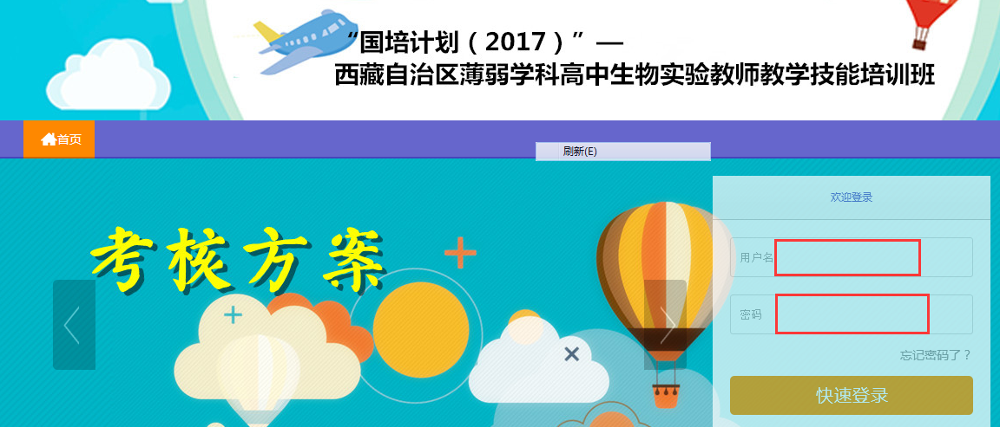 “国培计划（2017）”—
西藏自治区薄弱学科高中生物实验教师教学技能培训班
首页
刷新(E)
考核方案
欢迎登录
用户名
密码
忘记密码了？
快速登录